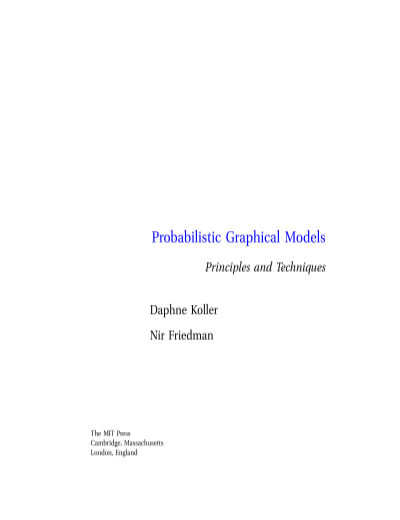 Probabilistic Graphical Models
Principles and Techniques
Daphne Koller
Nir Friedman
The MIT Press
Cambridge, Massachusetts
London, England